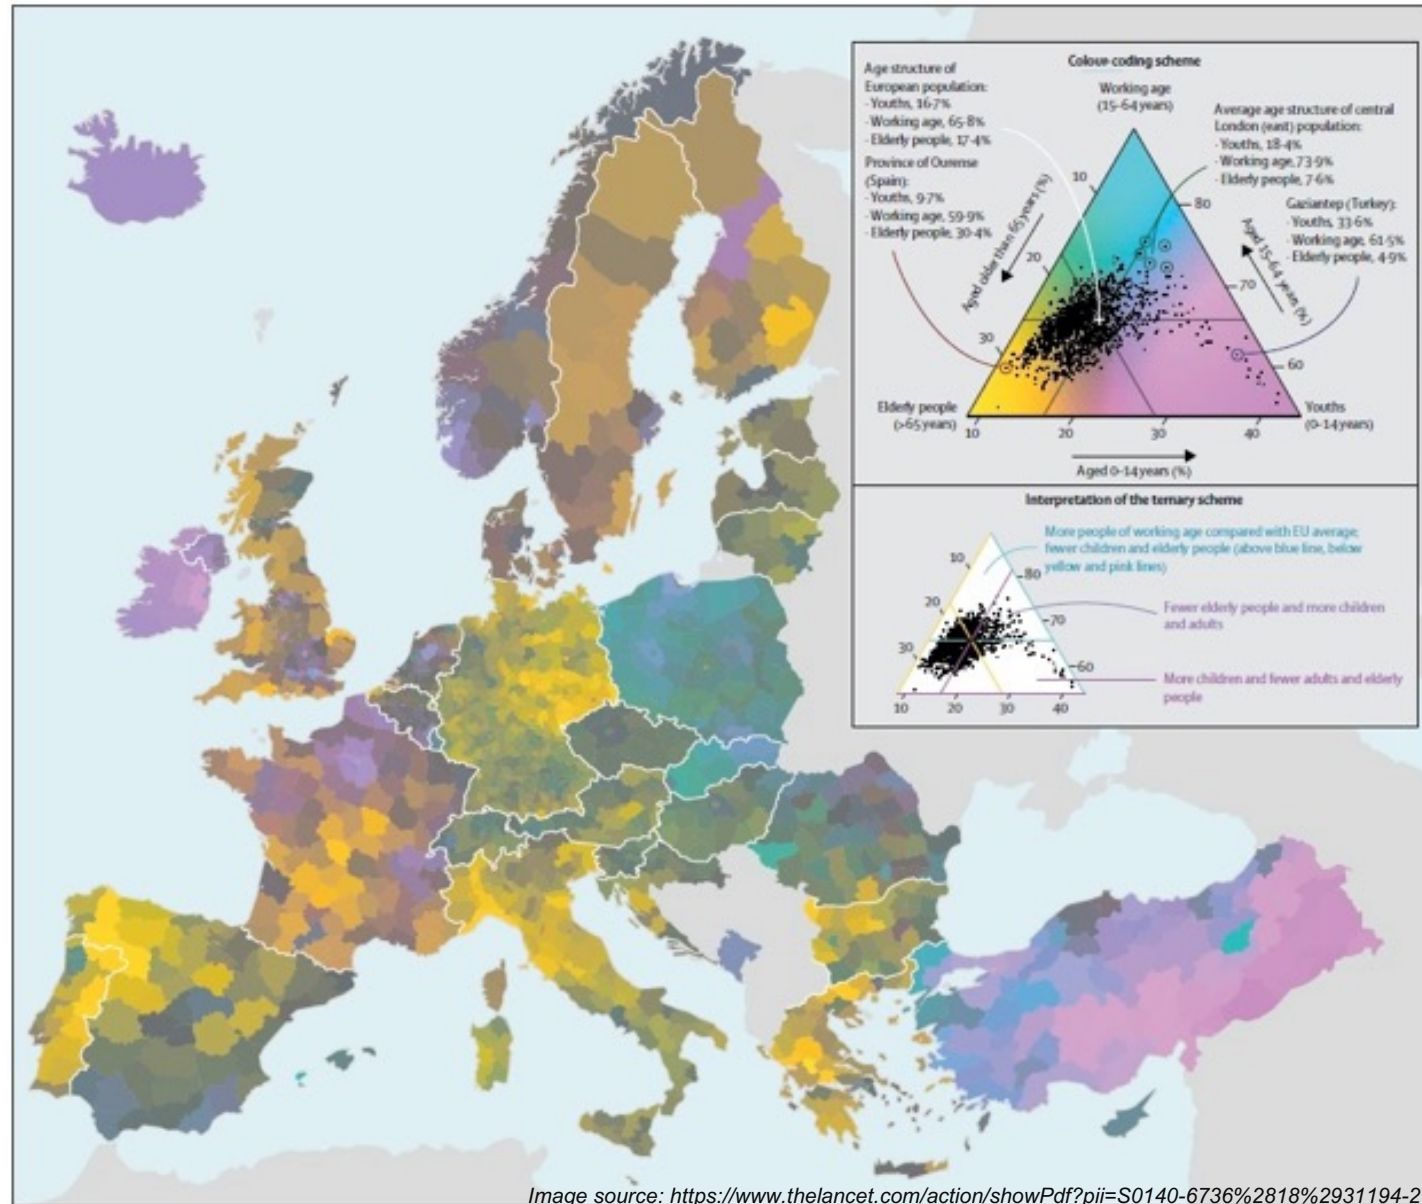 Colour-coding scheme
Age structure of
European population:
· Youths, 16·7%
· Working age, 65·8%
· Elderly people, 17·4%
Province of Ourense
(Spain):
· Youths, 9·7%
· Working age, 59·9%
· Elderly people, 30·4%
Working age
(15–64 years)
Average age structure of central
London (east) population:
· Youths, 18·4%
· Working age, 73·9%
· Elderly people, 7·6%
Gaziantep (Turkey):
· Youths, 33·6%
· Working age, 61·5%
· Elderly people, 4·9%
10
20
30
Aged older than 65 years (%)
80
70
60
Aged 15–64 years (%)
Elderly people
(>65 years)
Youths
(0–14 years)
10
20
30
40
Aged 0–14 years (%)
Interpretation of the ternary scheme
More people of working age compared with EU average;
fewer children and elderly people (above blue line, below
yellow and pink lines)
Fewer elderly people and more children
and adults
More children and fewer adults and elderly
people
10
20
30
80
70
60
10
20
30
40
Image source: https://www.thelancet.com/action/showPdf?pii=S0140-6736%2818%2931194-2